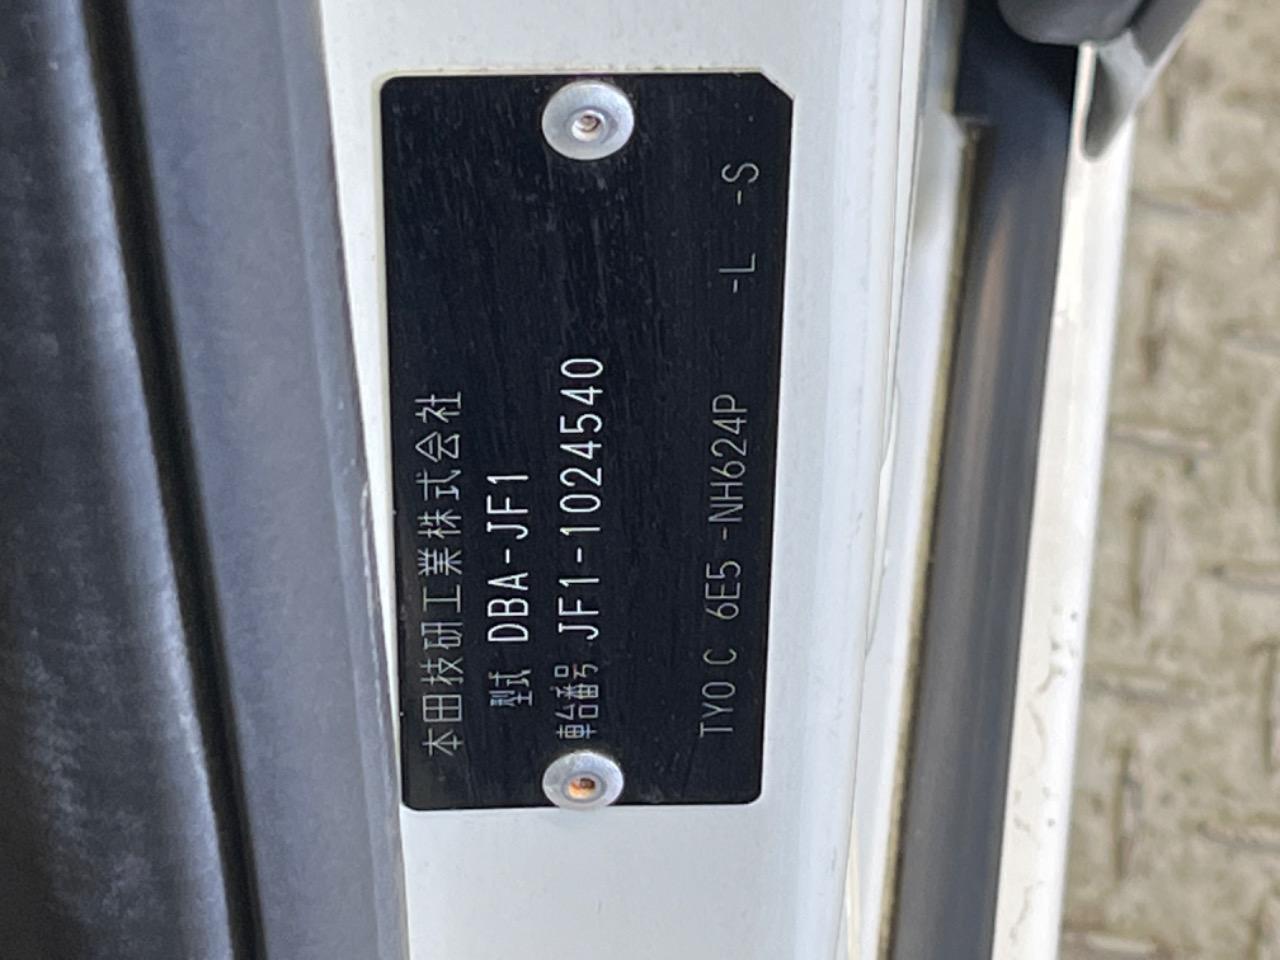 本田技研工業株式会社
型式 DBA-JF1
車台番号 JF1-1024540
TY0 C 6E5 -NH624P -L -S